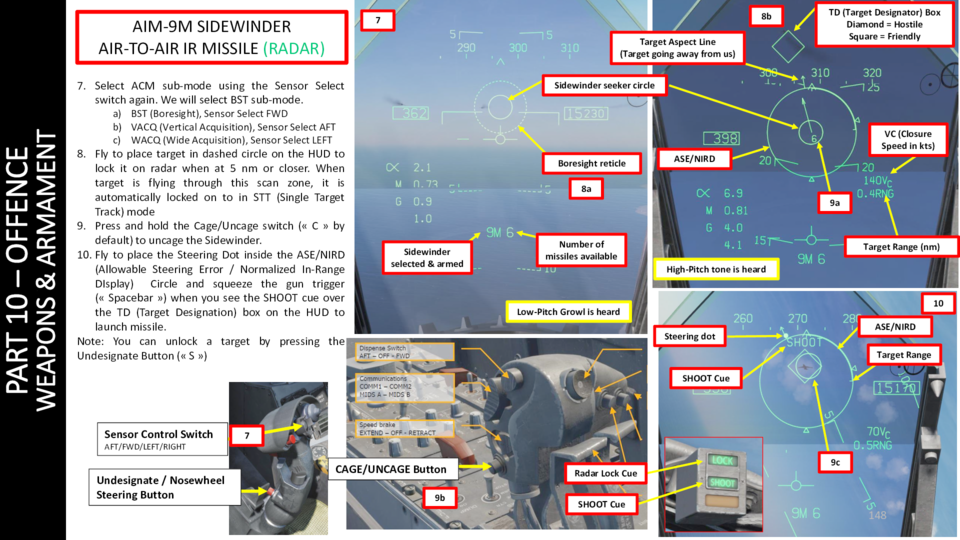 PART 10 – OFFENCE
WEAPONS & ARMAMENT
AIM-9M SIDEWINDER
AIR-TO-AIR IR MISSILE (RADAR)
7. Select ACM sub-mode using the Sensor Select
switch again. We will select BST sub-mode.
a) BST (Boresight), Sensor Select FWD
b) VACQ (Vertical Acquisition), Sensor Select AFT
c) WACQ (Wide Acquisition), Sensor Select LEFT
8. Fly to place target in dashed circle on the HUD to
lock it on radar when at 5 nm or closer. When
target is flying through this scan zone, it is
automatically locked on to in STT (Single Target
Track) mode
9. Press and hold the Cage/Uncage switch (« C » by
default) to uncage the Sidewinder.
10. Fly to place the Steering Dot inside the ASE/NIRD
(Allowable Steering Error / Normalized In-Range
DIsplay) Circle and squeeze the gun trigger
(« Spacebar ») when you see the SHOOT cue over
the TD (Target Designation) box on the HUD to
launch missile.
Note: You can unlock a target by pressing the
Undesignate Button (« S »)
Sensor Control Switch
AFT/FWD/LEFT/RIGHT
7
Undesignate / Nosewheel
Steering Button
7
5 5
290 300 310
362
15230
Sidewinder seeker circle
Boresight reticle
8a
α 2.1
M 0.73
G 0.9
1.0
5 5
9M 6
10
Sidewinder
selected & armed
Number of
missiles available
Low-Pitch Growl is heard
8b
TD (Target Designator) Box
Diamond = Hostile
Square = Friendly
Target Aspect Line
(Target going away from us)
300 310 320
25
398
6
ASE/NIRD
VC (Closure
Speed in kts)
20 20
140Vc
0.4RNG
9a
α 6.9
M 0.81
G 4.0
4.1
15
9M 6
Target Range (nm)
High-Pitch tone is heard
Dispense Switch
AFT – OFF - FWD
Communications
COMM1 – COMM2
MIDS A – MIDS B
Speed brake
EXTEND – OFF - RETRACT
CAGE/UNCAGE Button
9b
Radar Lock Cue
SHOOT Cue
LOCK
SHOOT
10
260 270
SHOOT
Steering dot
ASE/NIRD
Target Range
SHOOT Cue
70Vc
0.5RNG
9c
9M 6
148